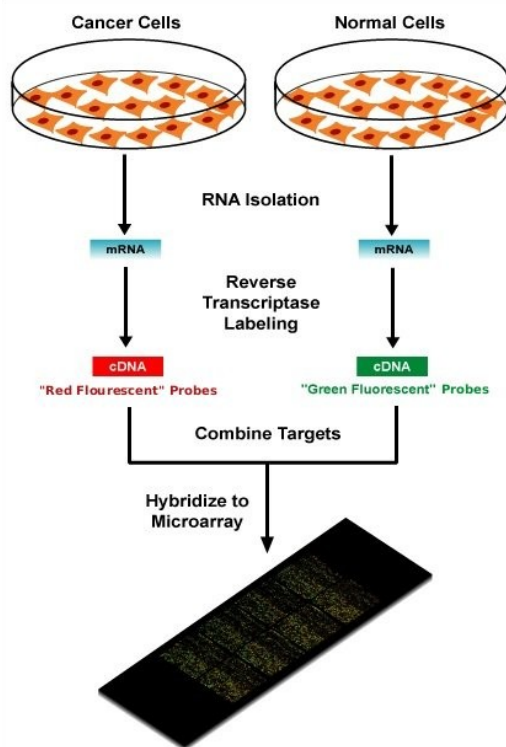 Cancer Cells
Normal Cells
RNA Isolation
mRNA
mRNA
Reverse
Transcriptase
Labeling
cDNA
cDNA
"Red Flourescent" Probes
"Green Fluorescent" Probes
Combine Targets
Hybridize to
Microarray